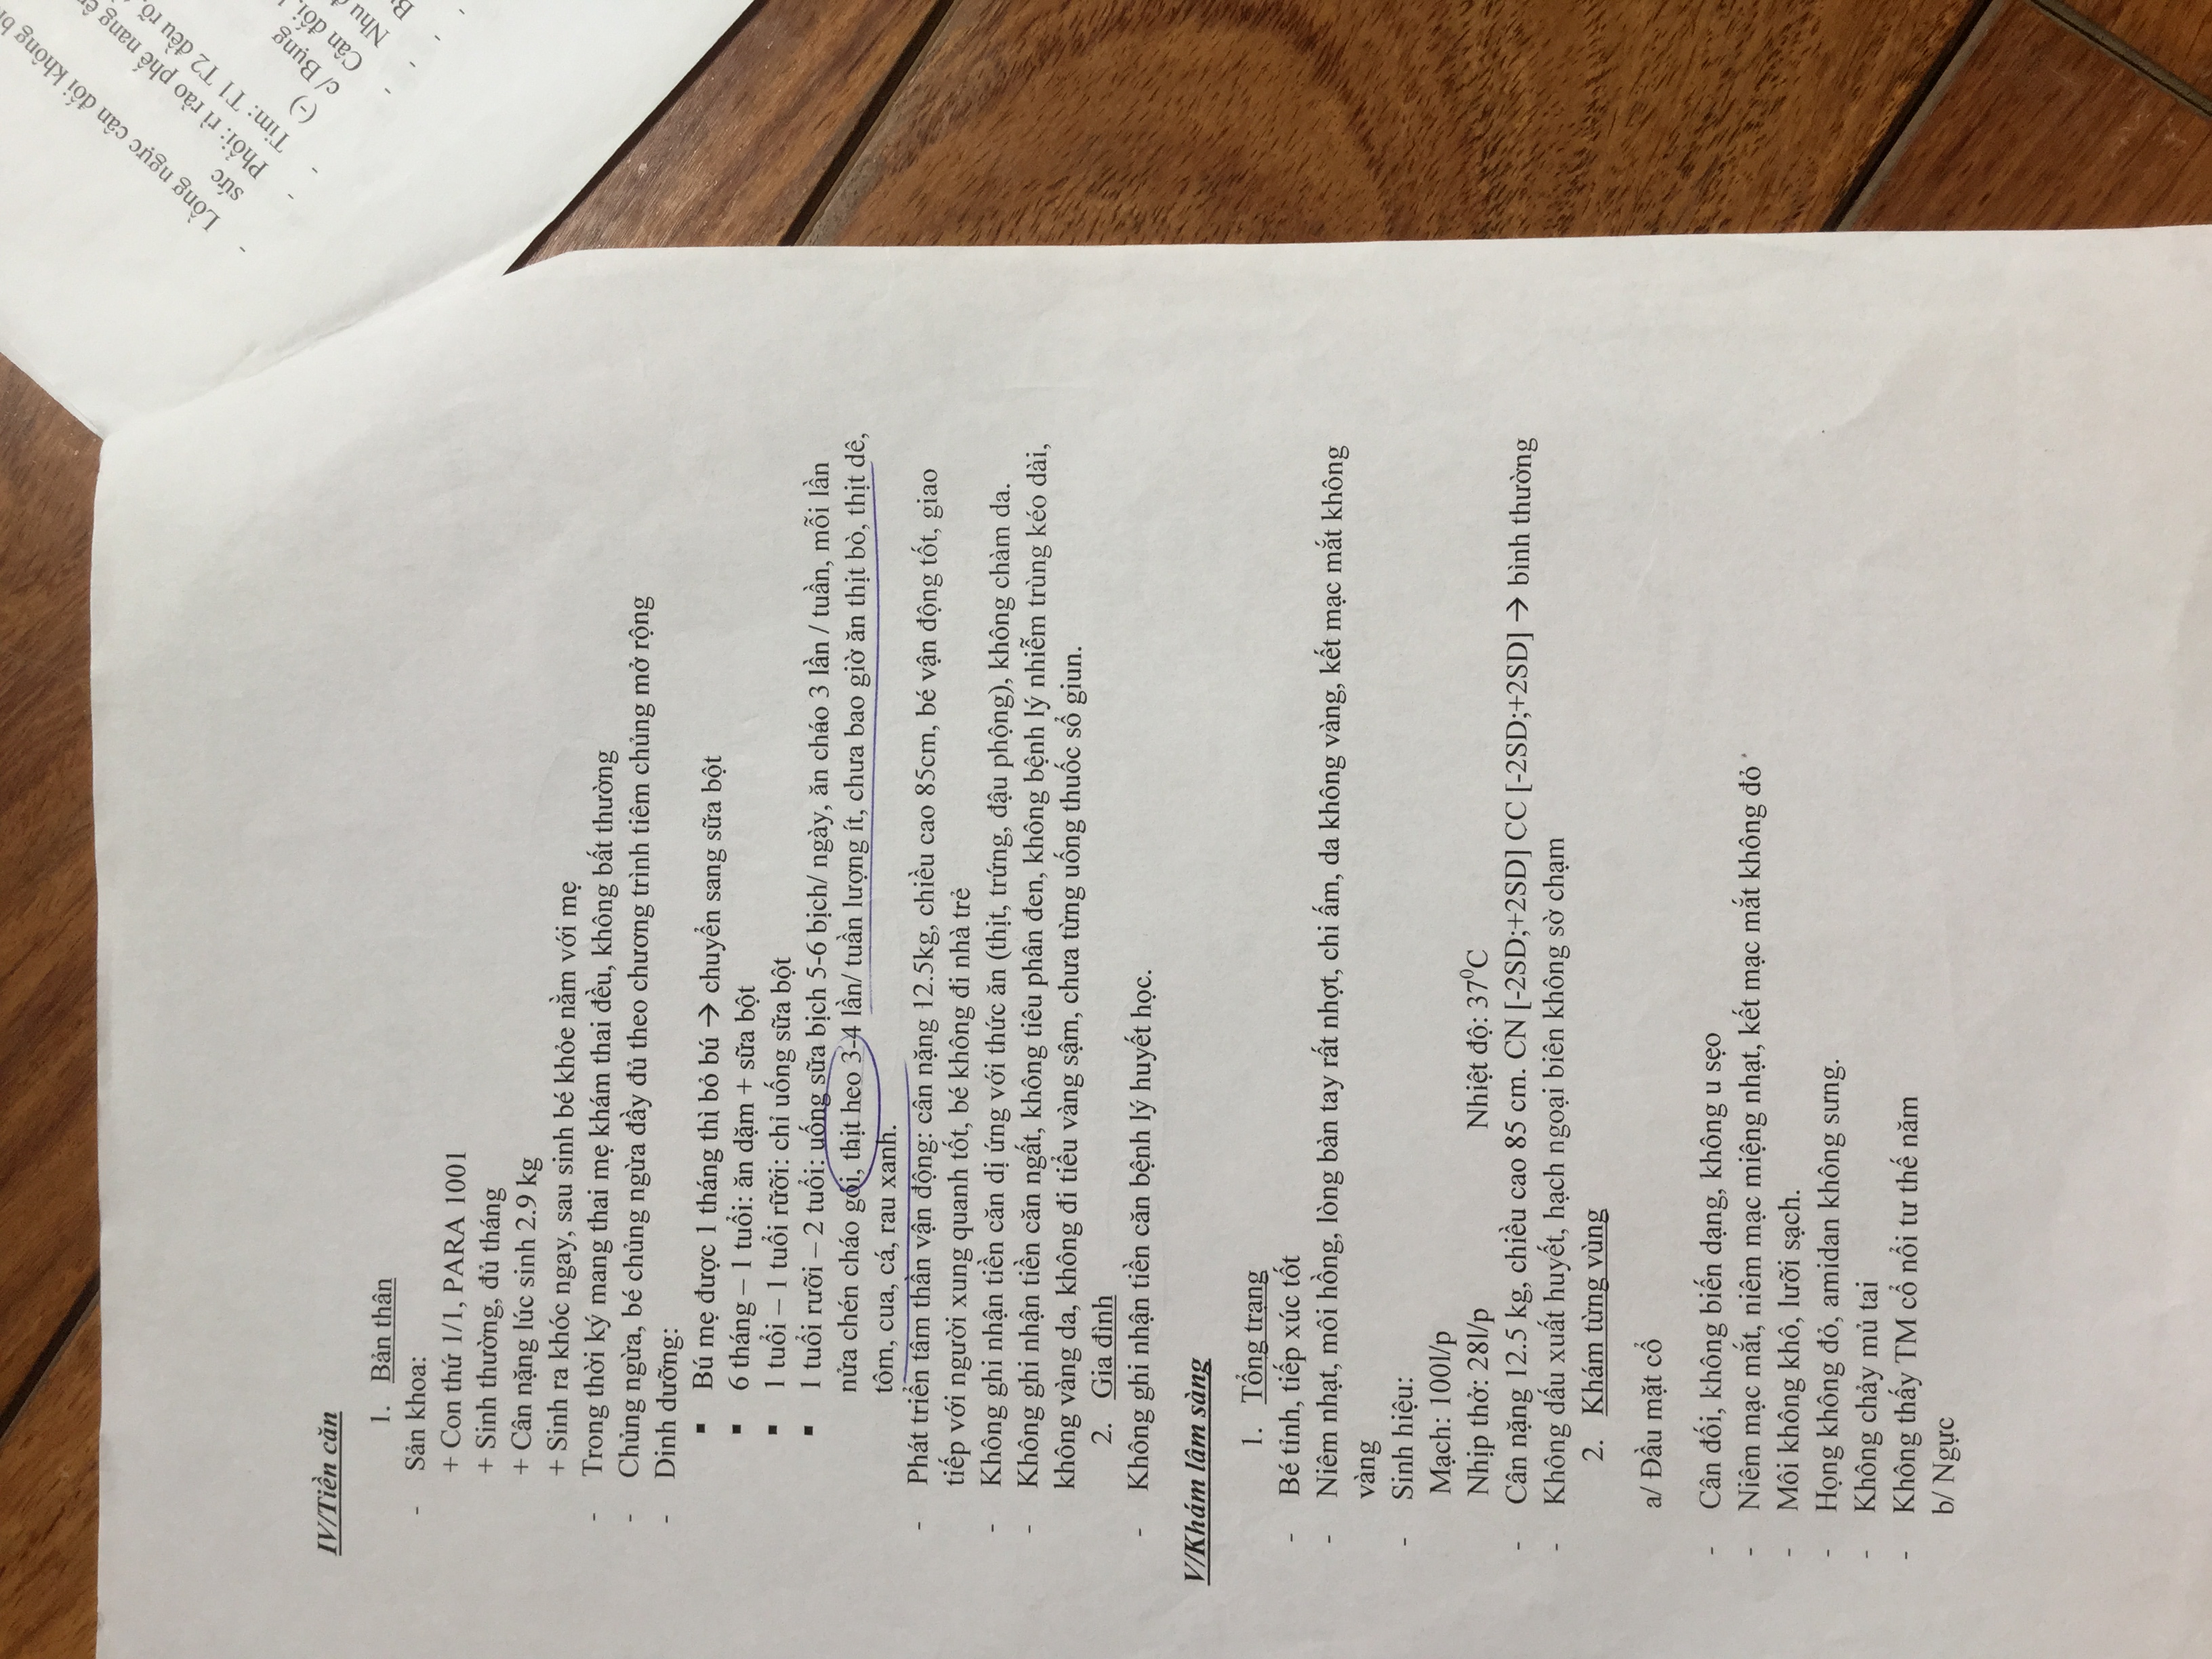 IV/Tiền căn
1. Bản thân
- Sản khoa:
+ Con thứ 1/1, PARA 1001
+ Sinh thường, đủ tháng
+ Cân nặng lúc sinh 2.9 kg
+ Sinh ra khóc ngay, sau sinh bé khỏe nằm với mẹ
- Trong thời kỳ mang thai mẹ khám thai đều, không bất thường
- Chủng ngừa, bé chủng ngừa đầy đủ theo chương trình tiêm chủng mở rộng
- Dinh dưỡng:
▪ Bú mẹ được 1 tháng thì bỏ bú → chuyển sang sữa bột
▪ 6 tháng – 1 tuổi: ăn dặm + sữa bột
▪ 1 tuổi – 1 tuổi rỡỡi: chỉ uống sữa bột
▪ 1 tuổi rưỡi – 2 tuổi: uống sữa bịch 5-6 bịch/ ngày, ăn cháo 3 lần / tuần, mỗi lần
nửa chén cháo gói, thịt heo 3-4 lần/ tuần lượng ít, chưa bao giờ ăn thịt bò, thịt dê,
tôm, cua, cá, rau xanh.
- Phát triển tâm thần vận động: cân nặng 12.5kg, chiều cao 85cm, bé vận động tốt, giao
tiếp với người xung quanh tốt, bé không đi nhà trẻ
- Không ghi nhận tiền căn dị ứng với thức ăn (thịt, trứng, đậu phộng), không chàm da.
- Không ghi nhận tiền căn ngất, không tiêu phân đen, không bệnh lý nhiễm trùng kéo dài,
không vàng da, không đi tiểu vàng sậm, chưa từng uống thuốc sổ giun.
2. Gia đình
- Không ghi nhận tiền căn bệnh lý huyết học.
V/Khám lâm sàng
1. Tổng trạng
- Bé tỉnh, tiếp xúc tốt
- Niêm nhạt, môi hồng, lòng bàn tay rất nhợt, chi ấm, da không vàng, kết mạc mắt không
vàng
- Sinh hiệu:
Mạch: 100l/p
Nhịp thở: 28l/p Nhiệt độ: 37⁰C
- Cân nặng 12.5 kg, chiều cao 85 cm. CN [-2SD;+2SD] CC [-2SD;+2SD] → bình thường
- Không dấu xuất huyết, hạch ngoại biên không sờ chạm
2. Khám từng vùng
a/ Đầu mặt cổ
- Cân đối, không biến dạng, không u sẹo
- Niêm mạc mắt, niêm mạc miệng nhạt, kết mạc mắt không đỏ
- Môi không khô, lưỡi sạch.
- Họng không đỏ, amidan không sưng.
- Không chảy mủ tai
- Không thấy TM cổ nổi tư thế năm
b/ Ngực
- Lồng ngực cân đối không
sức
- Phổi: rì rào phế nang
- Tim: T1 T2 đều rõ,
(-)
c/ Bụng
- Cân đối,
- Nhu